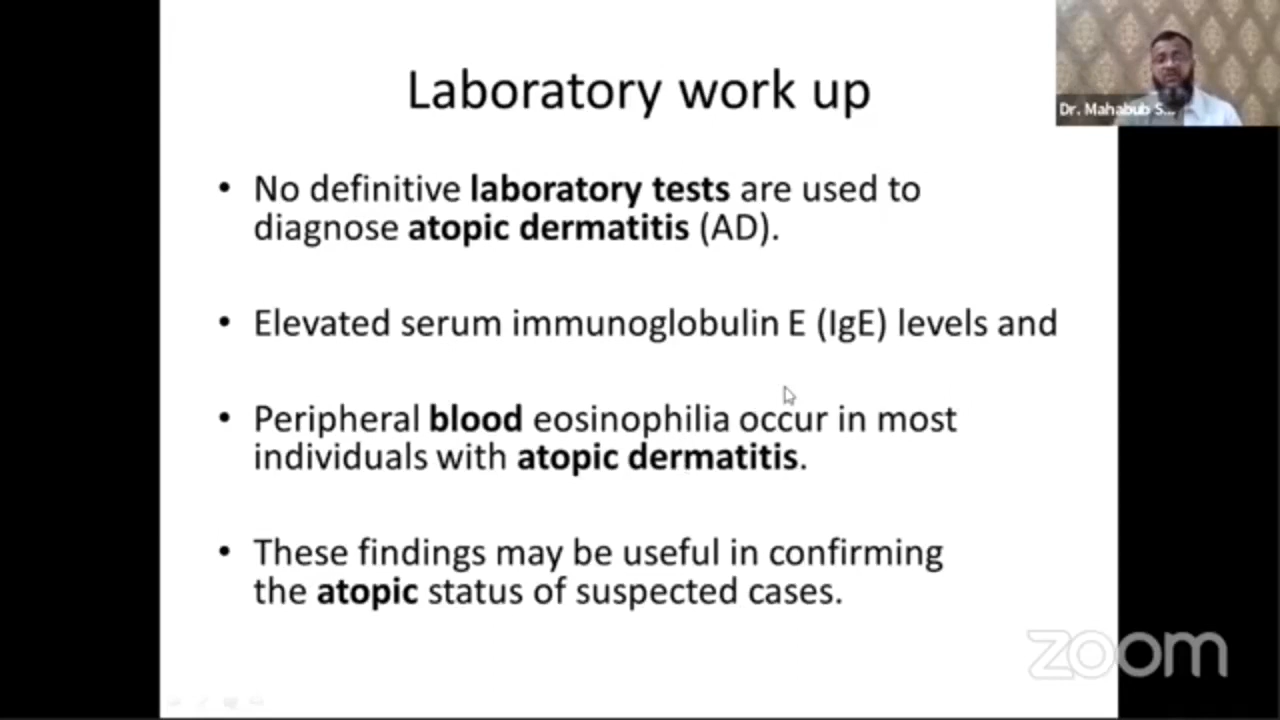 Laboratory work up
Dr. Mahabub S...
• No definitive laboratory tests are used to
diagnose atopic dermatitis (AD).
• Elevated serum immunoglobulin E (IgE) levels and
• Peripheral blood eosinophilia occur in most
individuals with atopic dermatitis.
• These findings may be useful in confirming
the atopic status of suspected cases.
zoom